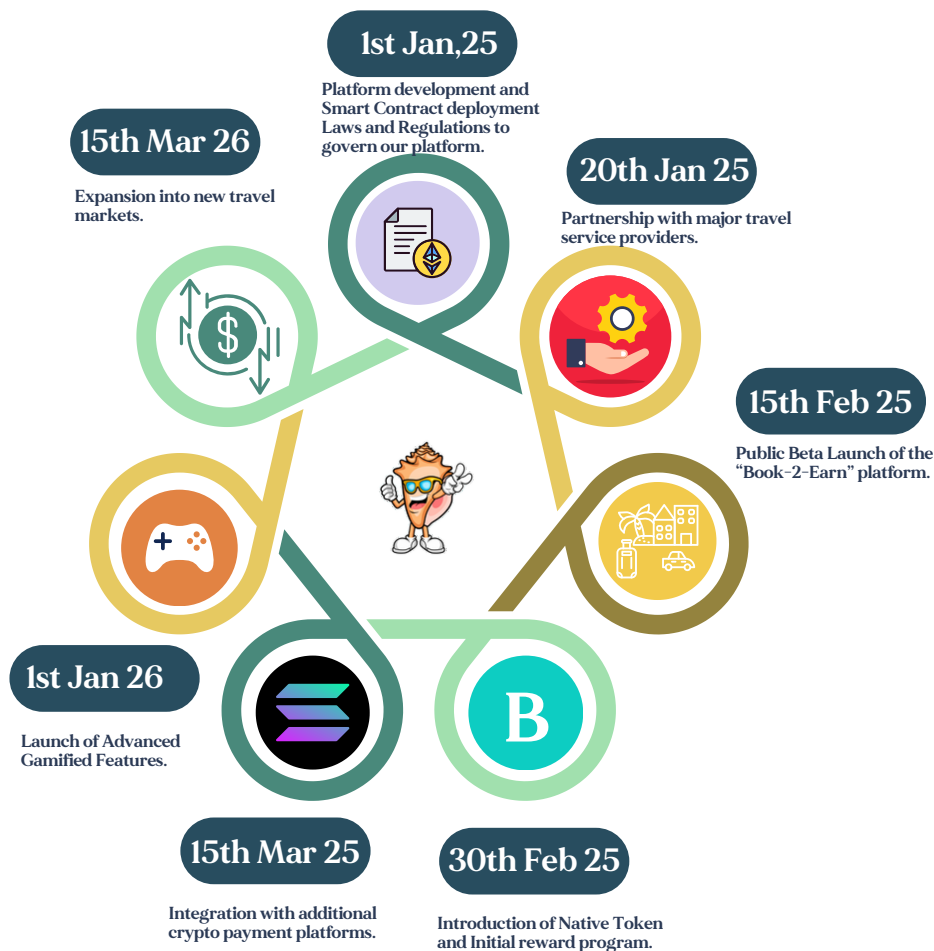 1st Jan,25
Platform development and
Smart Contract deployment
Laws and Regulations to
govern our platform.
20th Jan 25
Partnership with major travel
service providers.
15th Feb 25
Public Beta Launch of the
“Book-2-Earn” platform.
30th Feb 25
Introduction of Native Token
and Initial reward program.
15th Mar 25
Integration with additional
crypto payment platforms.
1st Jan 26
Launch of Advanced
Gamified Features.
15th Mar 26
Expansion into new travel
markets.
$
B